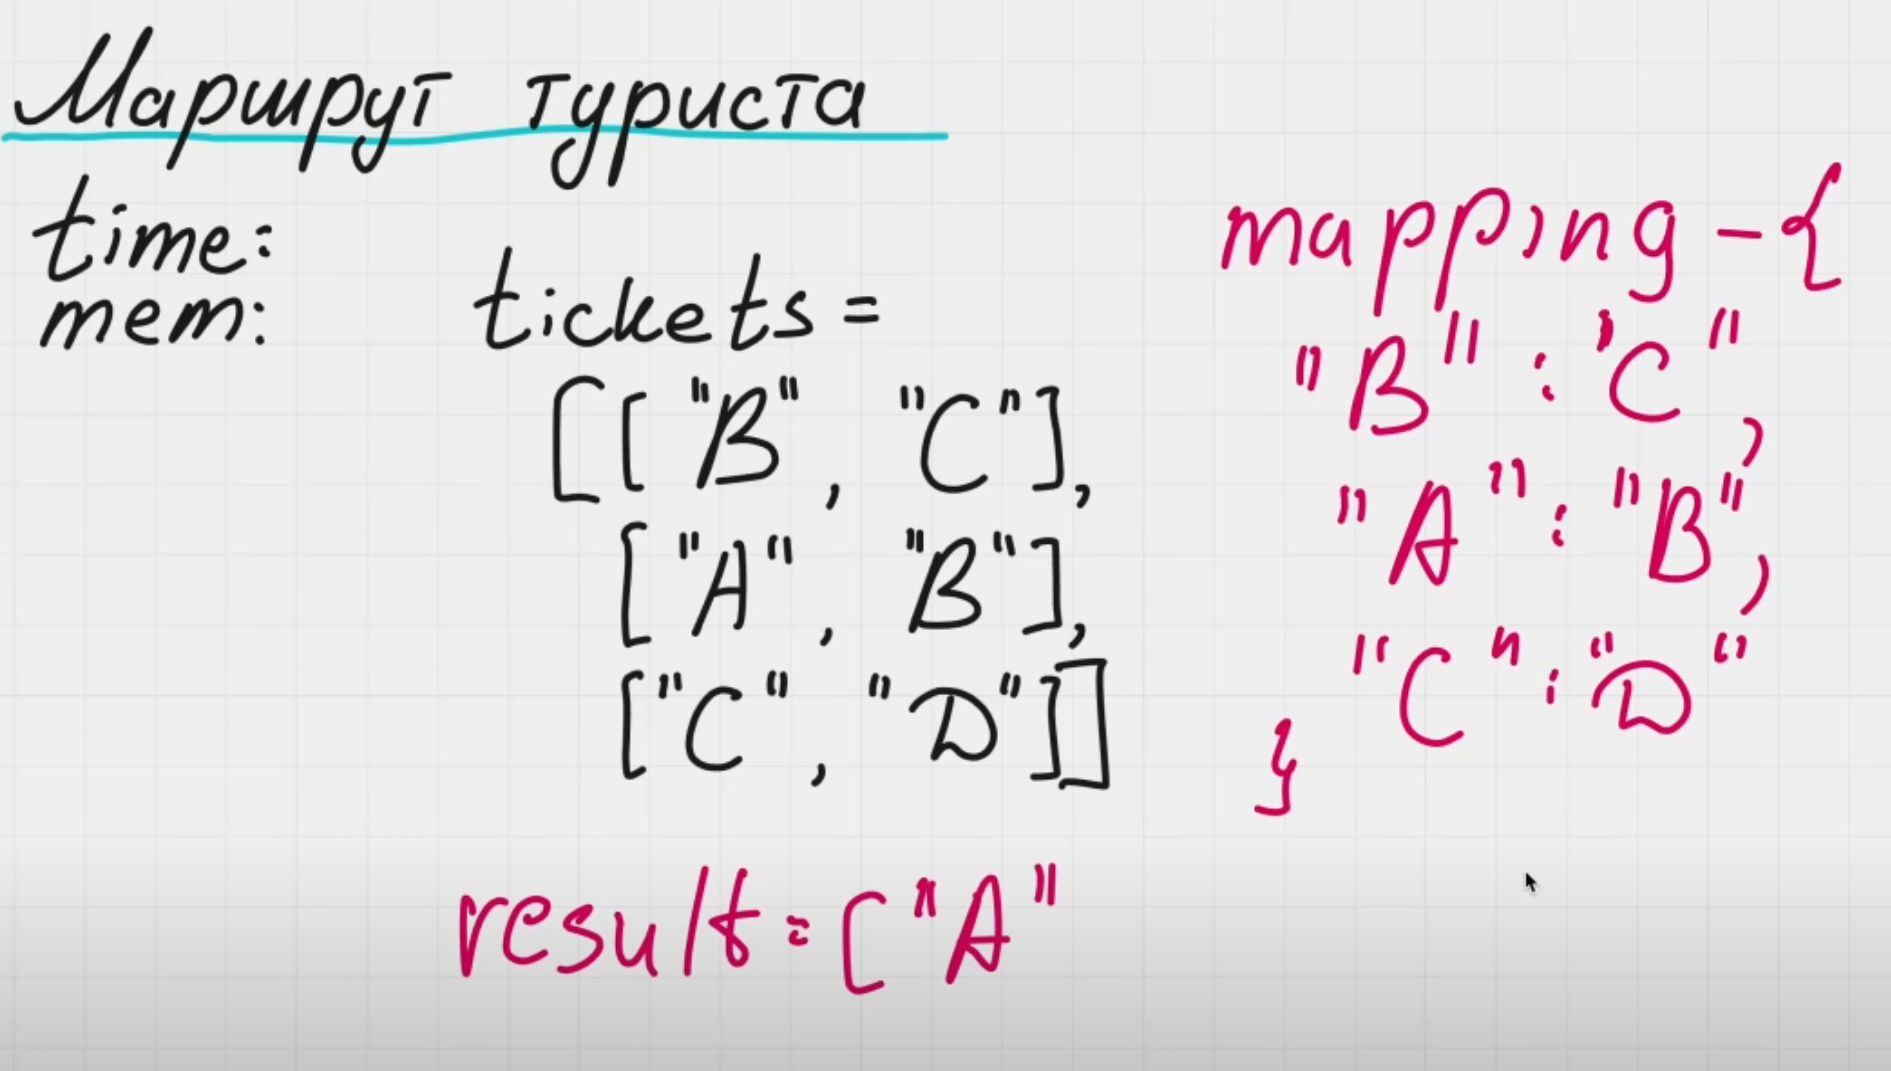 Маршрут туриста
time:
mem:
tickets =
[["B", "C"],
["A", "B"],
["C", "D"]]
result = ["A"
mapping - {
"B" : "C",
"A" : "B",
"C" : "D"
}